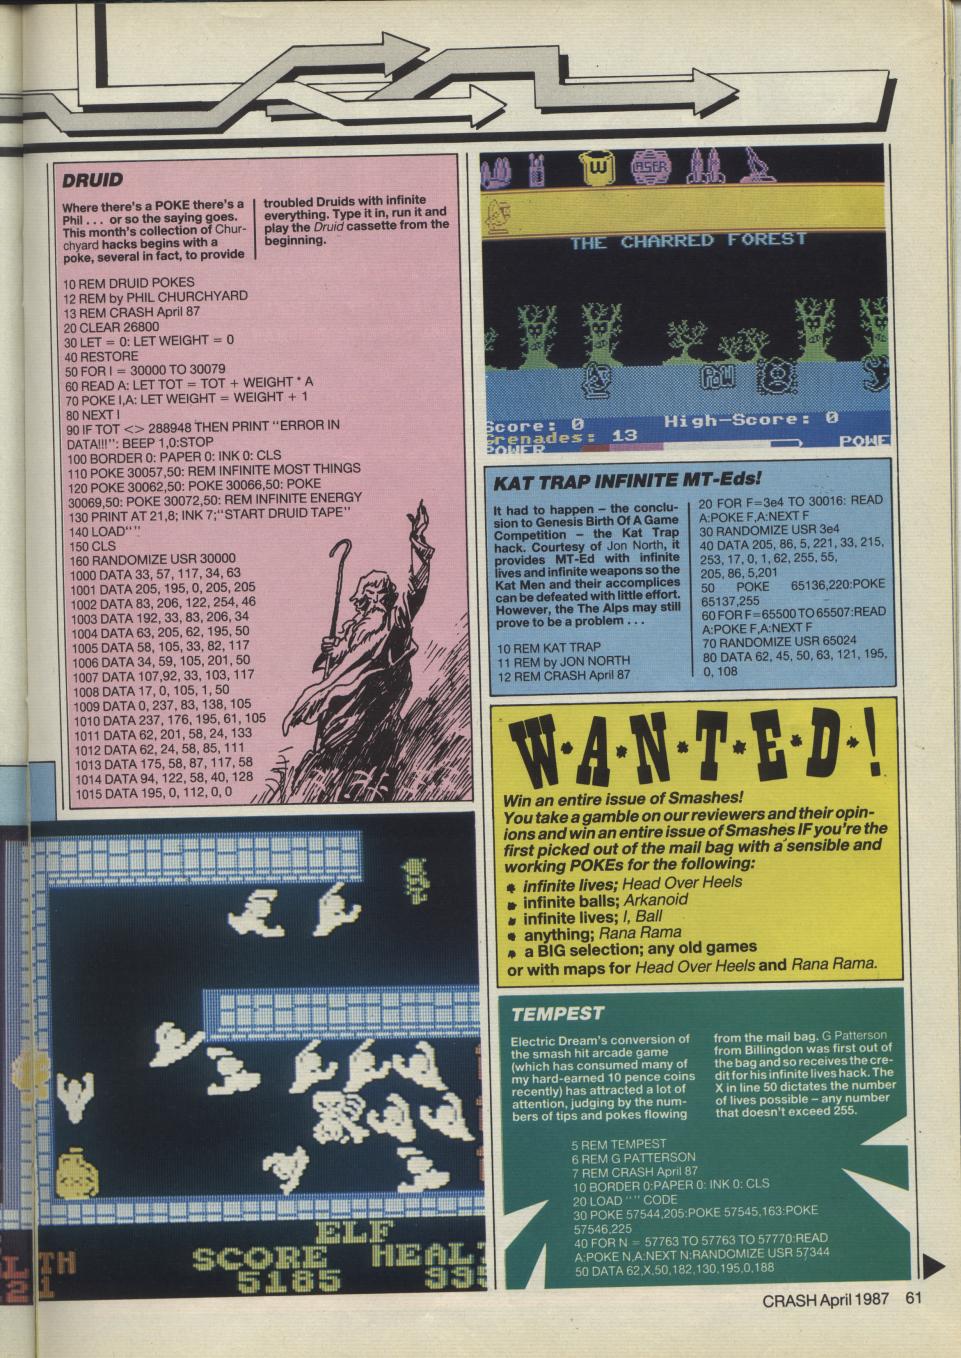 DRUID
Where there's a POKE there's a
Phil . . . or so the saying goes.
This month's collection of Chur-
chyard hacks begins with a
poke, several in fact, to provide
troubled Druids with infinite
everything. Type it in, run it and
play the Druid cassette from the
beginning.
10 REM DRUID POKES
12 REM by PHIL CHURCHYARD
13 REM CRASH April 87
20 CLEAR 26800
30 LET = 0: LET WEIGHT = 0
40 RESTORE
50 FOR I = 30000 TO 30079
60 READ A: LET TOT = TOT + WEIGHT * A
70 POKE I,A: LET WEIGHT = WEIGHT + 1
80 NEXT I
90 IF TOT <> 288948 THEN PRINT "ERROR IN
DATA!!!": BEEP 1,0:STOP
100 BORDER 0: PAPER 0: INK 0: CLS
110 POKE 30057,50: REM INFINITE MOST THINGS
120 POKE 30062,50: POKE 30066,50: POKE
30069,50: POKE 30072,50: REM INFINITE ENERGY
130 PRINT AT 21,8; INK 7;"START DRUID TAPE"
140 LOAD""
150 CLS
160 RANDOMIZE USR 30000
1000 DATA 33, 57, 117, 34, 63
1001 DATA 205, 195, 0, 205, 205
1002 DATA 83, 206, 122, 254, 46
1003 DATA 192, 33, 83, 206, 34
1004 DATA 63, 205, 62, 195, 50
1005 DATA 58, 105, 33, 82, 117
1006 DATA 34, 59, 105, 201, 50
1007 DATA 107,92, 33, 103, 117
1008 DATA 17, 0, 105, 1, 50
1009 DATA 0, 237, 83, 138, 105
1010 DATA 237, 176, 195, 61, 105
1011 DATA 62, 201, 58, 24, 133
1012 DATA 62, 24, 58, 85, 111
1013 DATA 175, 58, 87, 117, 58
1014 DATA 94, 122, 58, 40, 128
1015 DATA 195, 0, 112, 0, 0
W
LASER
THE CHARRED FOREST
POW
Score: 0
High-Score: 0
Grenades: 13
POWER
POWE
KAT TRAP INFINITE MT-Eds!
It had to happen – the conclu-
sion to Genesis Birth Of A Game
Competition – the Kat Trap
hack. Courtesy of Jon North, it
provides MT-Ed with infinite
lives and infinite weapons so the
Kat Men and their accomplices
can be defeated with little effort.
However, the The Alps may still
prove to be a problem . . .
10 REM KAT TRAP
11 REM by JON NORTH
12 REM CRASH April 87
20 FOR F=3e4 TO 30016: READ
A:POKE F,A:NEXT F
30 RANDOMIZE USR 3e4
40 DATA 205, 86, 5, 221, 33, 215,
253, 17, 0, 1, 62, 255, 55,
205, 86, 5,201
50 POKE 65136,220:POKE
65137,255
60 FOR F=65500 TO 65507:READ
A:POKE F,A:NEXT F
70 RANDOMIZE USR 65024
80 DATA 62, 45, 50, 63, 121, 195,
0, 108
W·A·N·T·E·D·!
Win an entire issue of Smashes!
You take a gamble on our reviewers and their opin-
ions and win an entire issue of Smashes IF you're the
first picked out of the mail bag with a sensible and
working POKEs for the following:
infinite lives; Head Over Heels
infinite balls; Arkanoid
infinite lives; I, Ball
anything; Rana Rama
a BIG selection; any old games
or with maps for Head Over Heels and Rana Rama.
TH
1
ELF
SCORE
HEAL
5185
999
TEMPEST
Electric Dream's conversion of
the smash hit arcade game
(which has consumed many of
my hard-earned 10 pence coins
recently) has attracted a lot of
attention, judging by the num-
bers of tips and pokes flowing
from the mail bag. G Patterson
from Billingdon was first out of
the bag and so receives the cre-
dit for his infinite lives hack. The
X in line 50 dictates the number
of lives possible – any number
that doesn't exceed 255.
5 REM TEMPEST
6 REM G PATTERSON
7 REM CRASH April 87
10 BORDER 0:PAPER 0: INK 0: CLS
20 LOAD "" CODE
30 POKE 57544,205:POKE 57545,163:POKE
57546,225
40 FOR N = 57763 TO 57763 TO 57770:READ
A:POKE N,A:NEXT N:RANDOMIZE USR 57344
50 DATA 62,X,50,182,130,195,0,188
CRASH April 1987 61